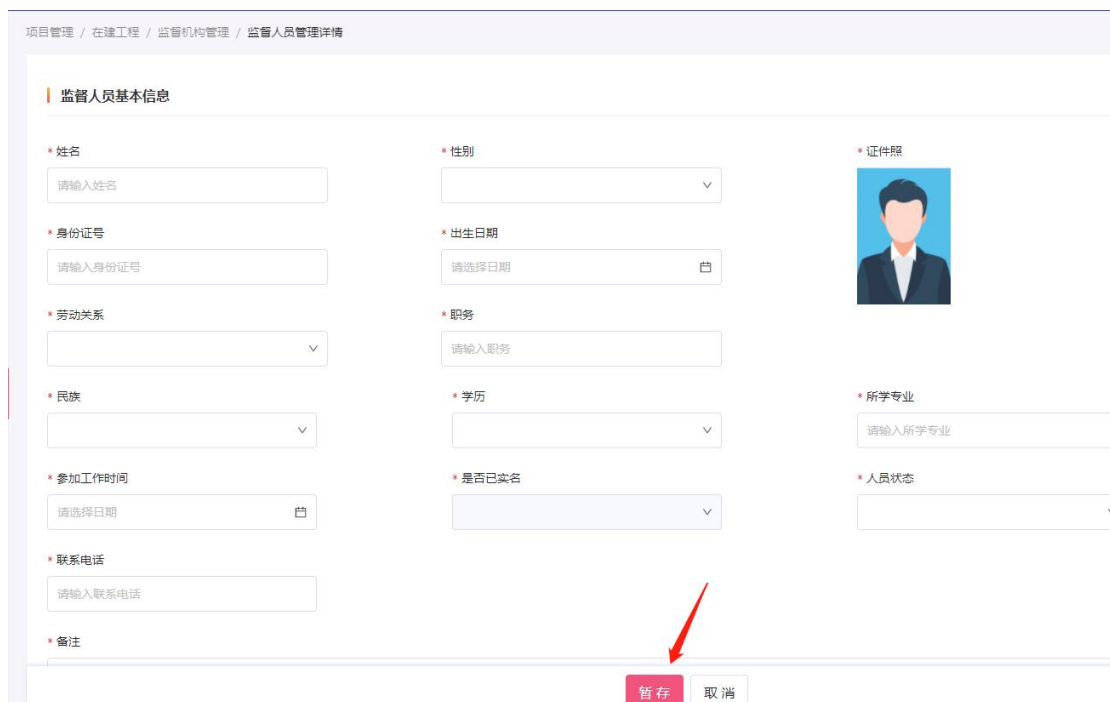 项目管理 / 在建工程 / 监督机构管理 / 监督人员管理详情
监督人员基本信息
* 姓名
* 性别
* 证件照
请输入姓名
* 身份证号
* 出生日期
请输入身份证号
请选择日期
* 劳动关系
* 职务
请输入职务
* 民族
* 学历
* 所学专业
请输入所学专业
* 参加工作时间
* 是否已实名
* 人员状态
请选择日期
* 联系电话
请输入联系电话
* 备注
暂存
取消